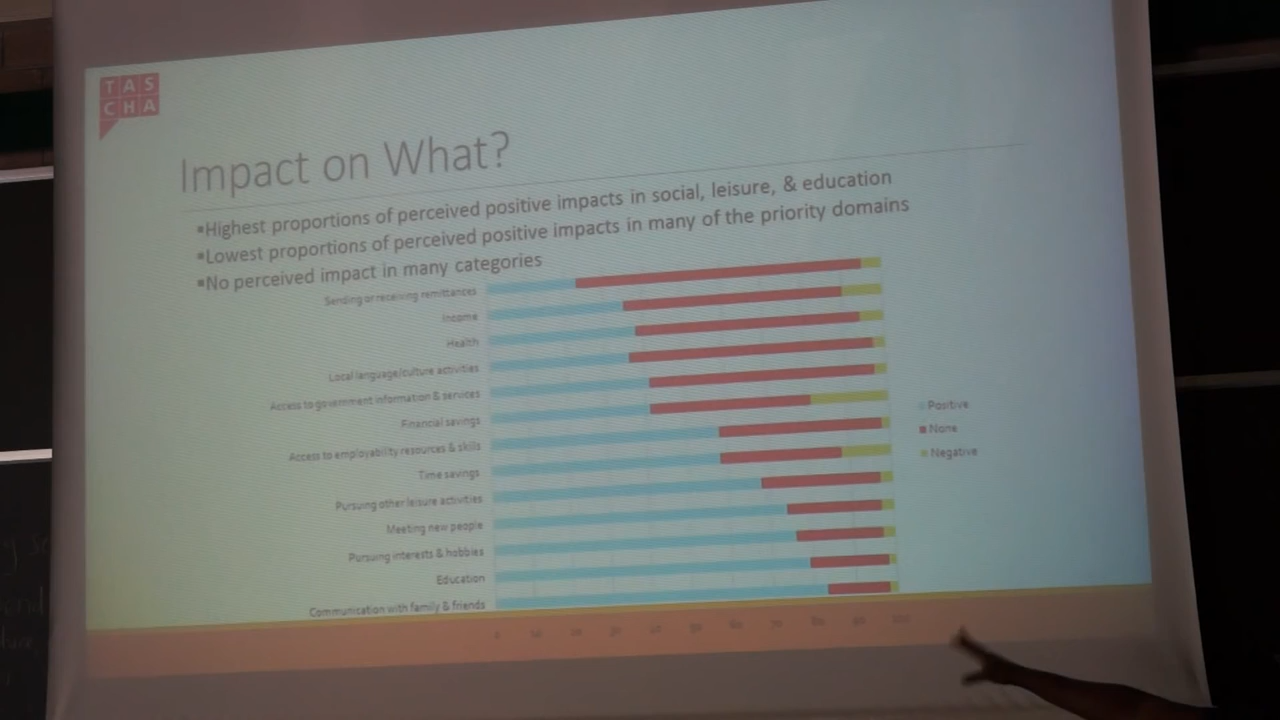 TAS
CHA
Impact on What?
▪Highest proportions of perceived positive impacts in social, leisure, & education
▪Lowest proportions of perceived positive impacts in many of the priority domains
▪No perceived impact in many categories
Sending or receiving remittances
Income
Health
Local language/culture activities
Access to government information & services
Financial savings
Access to employability resources & skills
Time savings
Pursuing other leisure activities
Meeting new people
Pursuing interests & hobbies
Education
Communication with family & friends
Positive
None
Negative